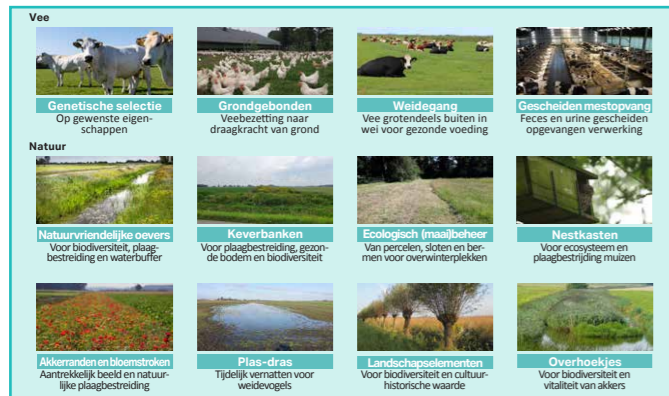 Vee
Genetische selectie
Op gewenste eigen-
schappen
Grondgebonden
Veebezetting naar
draagkracht van grond
Weidegang
Vee grotendeels buiten in
wei voor gezonde voeding
Gescheiden mestopvang
Feces en urine gescheiden
opgevangen verwerking
Natuur
Natuurvriendelijke oevers
Voor biodiversiteit, plaag-
bestreiding en waterbuffer
Keverbanken
Voor plaagbestreiding, gezon-
de bodem en biodiversiteit
Ecologisch (maai)beheer
Van percelen, sloten en ber-
men voor overwinterplekken
Nestkasten
Voor ecosysteem en
plaagbestrijding muizen
Akkerranden en bloemstroken
Aantrekkelijk beeld en natuur-
lijke plaagbestreiding
Plas-dras
Tijdelijk vernatten voor
weidevogels
Landschapselementen
Voor biodiversiteit en cultuur-
historische waarde
Overhoekjes
Voor biodiversiteit en
vitaliteit van akkers